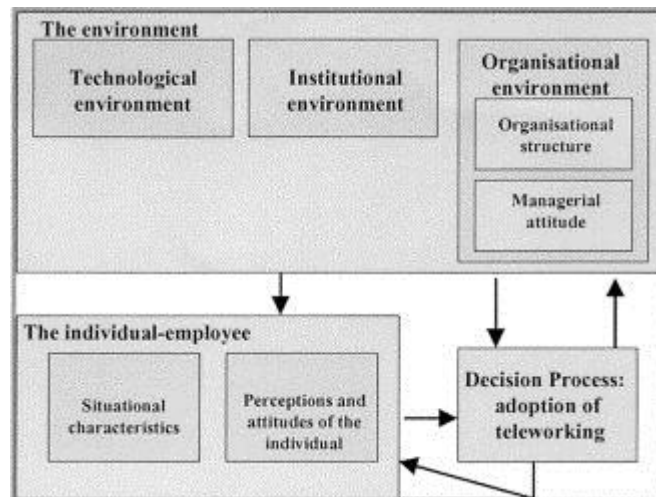 The environment
Technological
environment
Institutional
environment
Organisational
environment
Organisational
structure
Managerial
attitude
The individual-employee
Situational
characteristics
Perceptions and
attitudes of the
individual
Decision Process:
adoption of
teleworking